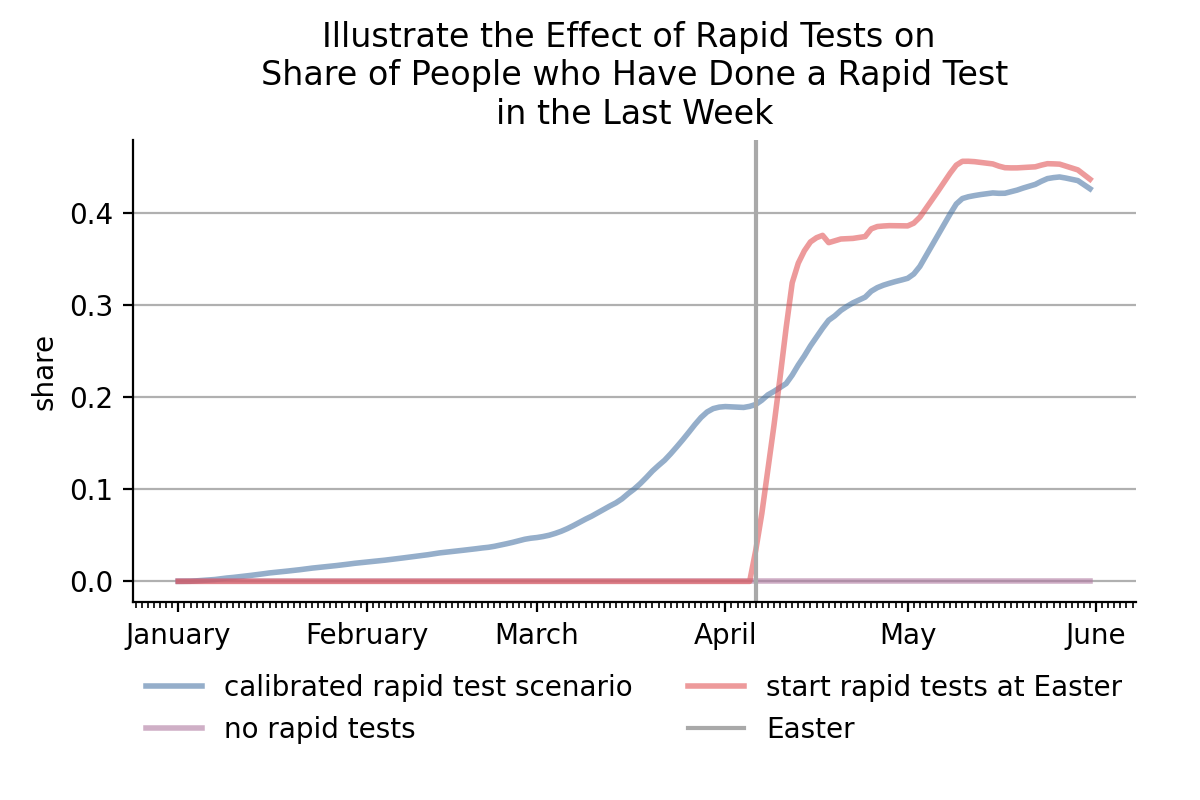 Illustrate the Effect of Rapid Tests on
Share of People who Have Done a Rapid Test
in the Last Week
share
0.4
0.3
0.2
0.1
0.0
January February March April May June
calibrated rapid test scenario start rapid tests at Easter
no rapid tests Easter